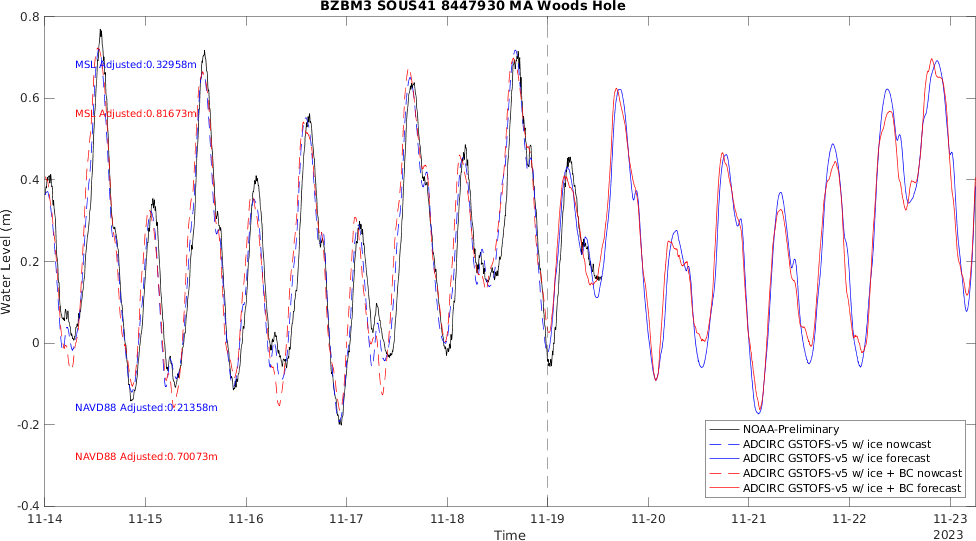 BZBM3 SOUS41 8447930 MA Woods Hole
0.8
MSL Adjusted:0.32958m
0.6
MSL Adjusted:0.81673m
0.4
0.2
0
NAVD88 Adjusted:0.21358m
-0.2
NAVD88 Adjusted:0.70073m
-0.4
Water Level (m)
NOAA-Preliminary
ADCIRC GSTOFS-v5 w/ ice nowcast
ADCIRC GSTOFS-v5 w/ ice forecast
ADCIRC GSTOFS-v5 w/ ice + BC nowcast
ADCIRC GSTOFS-v5 w/ ice + BC forecast
11-14 11-15 11-16 11-17 11-18 11-19 11-20 11-21 11-22 11-23
Time
2023